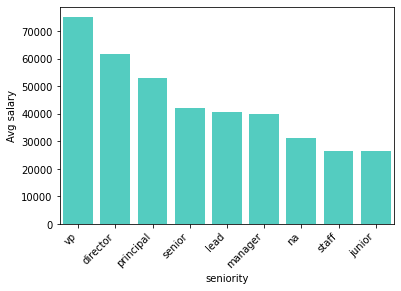 70000
60000
50000
40000
30000
20000
10000
0
Avg salary
vp
director
principal
senior
lead
manager
na
staff
junior
seniority